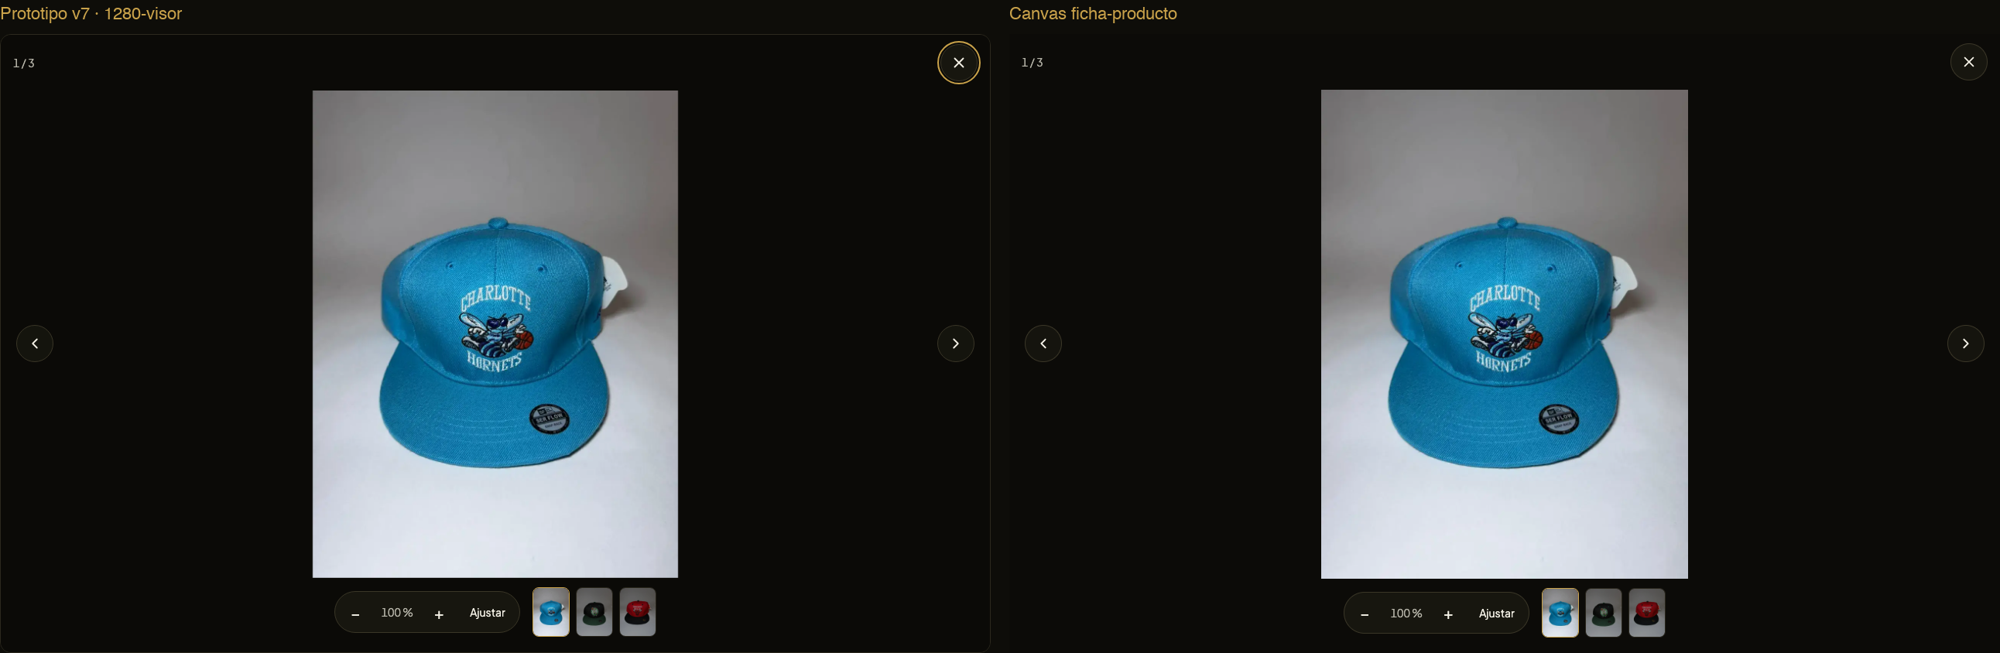 Prototipo v7 · 1280-visor
1/3
CHARLOTTE
HORNETS
− 100 % + Ajustar
Canvas ficha-producto
1/3
CHARLOTTE
HORNETS
− 100 % + Ajustar